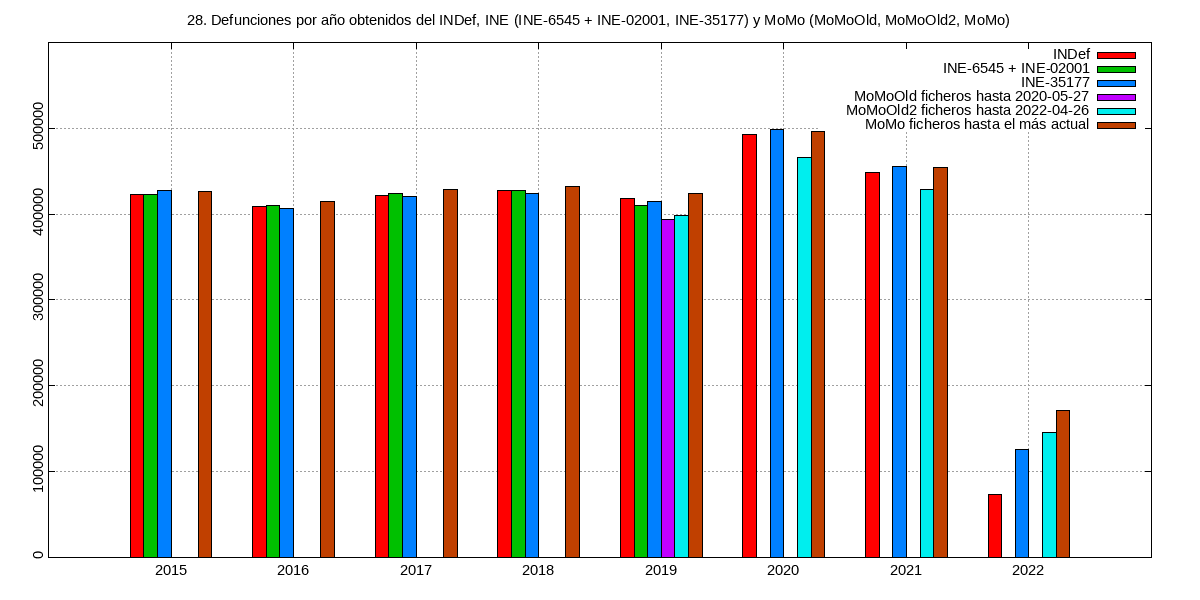 28. Defunciones por año obtenidos del INDef, INE (INE-6545 + INE-02001, INE-35177) y MoMo (MoMoOld, MoMoOld2, MoMo)
INDef
INE-6545 + INE-02001
INE-35177
MoMoOld ficheros hasta 2020-05-27
MoMoOld2 ficheros hasta 2022-04-26
MoMo ficheros hasta el más actual
500000
400000
300000
200000
100000
0
2015 2016 2017 2018 2019 2020 2021 2022